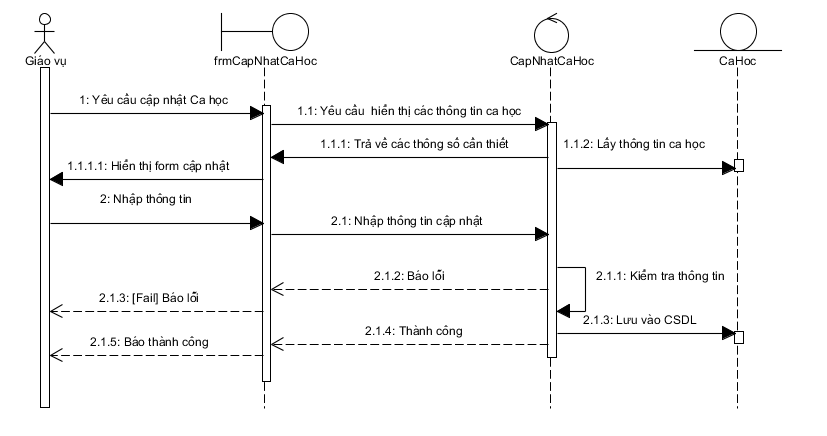 Giáo vụ
frmCapNhatCaHoc
CapNhatCaHoc
CaHoc
1: Yêu cầu cập nhật Ca học
1.1: Yêu cầu hiển thị các thông tin ca học
1.1.1: Trả về các thông số cần thiết
1.1.2: Lấy thông tin ca học
1.1.1.1: Hiển thị form cập nhật
2: Nhập thông tin
2.1: Nhập thông tin cập nhật
2.1.1: Kiểm tra thông tin
2.1.2: Báo lỗi
2.1.3: [Fail] Báo lỗi
2.1.3: Lưu vào CSDL
2.1.4: Thành công
2.1.5: Báo thành công